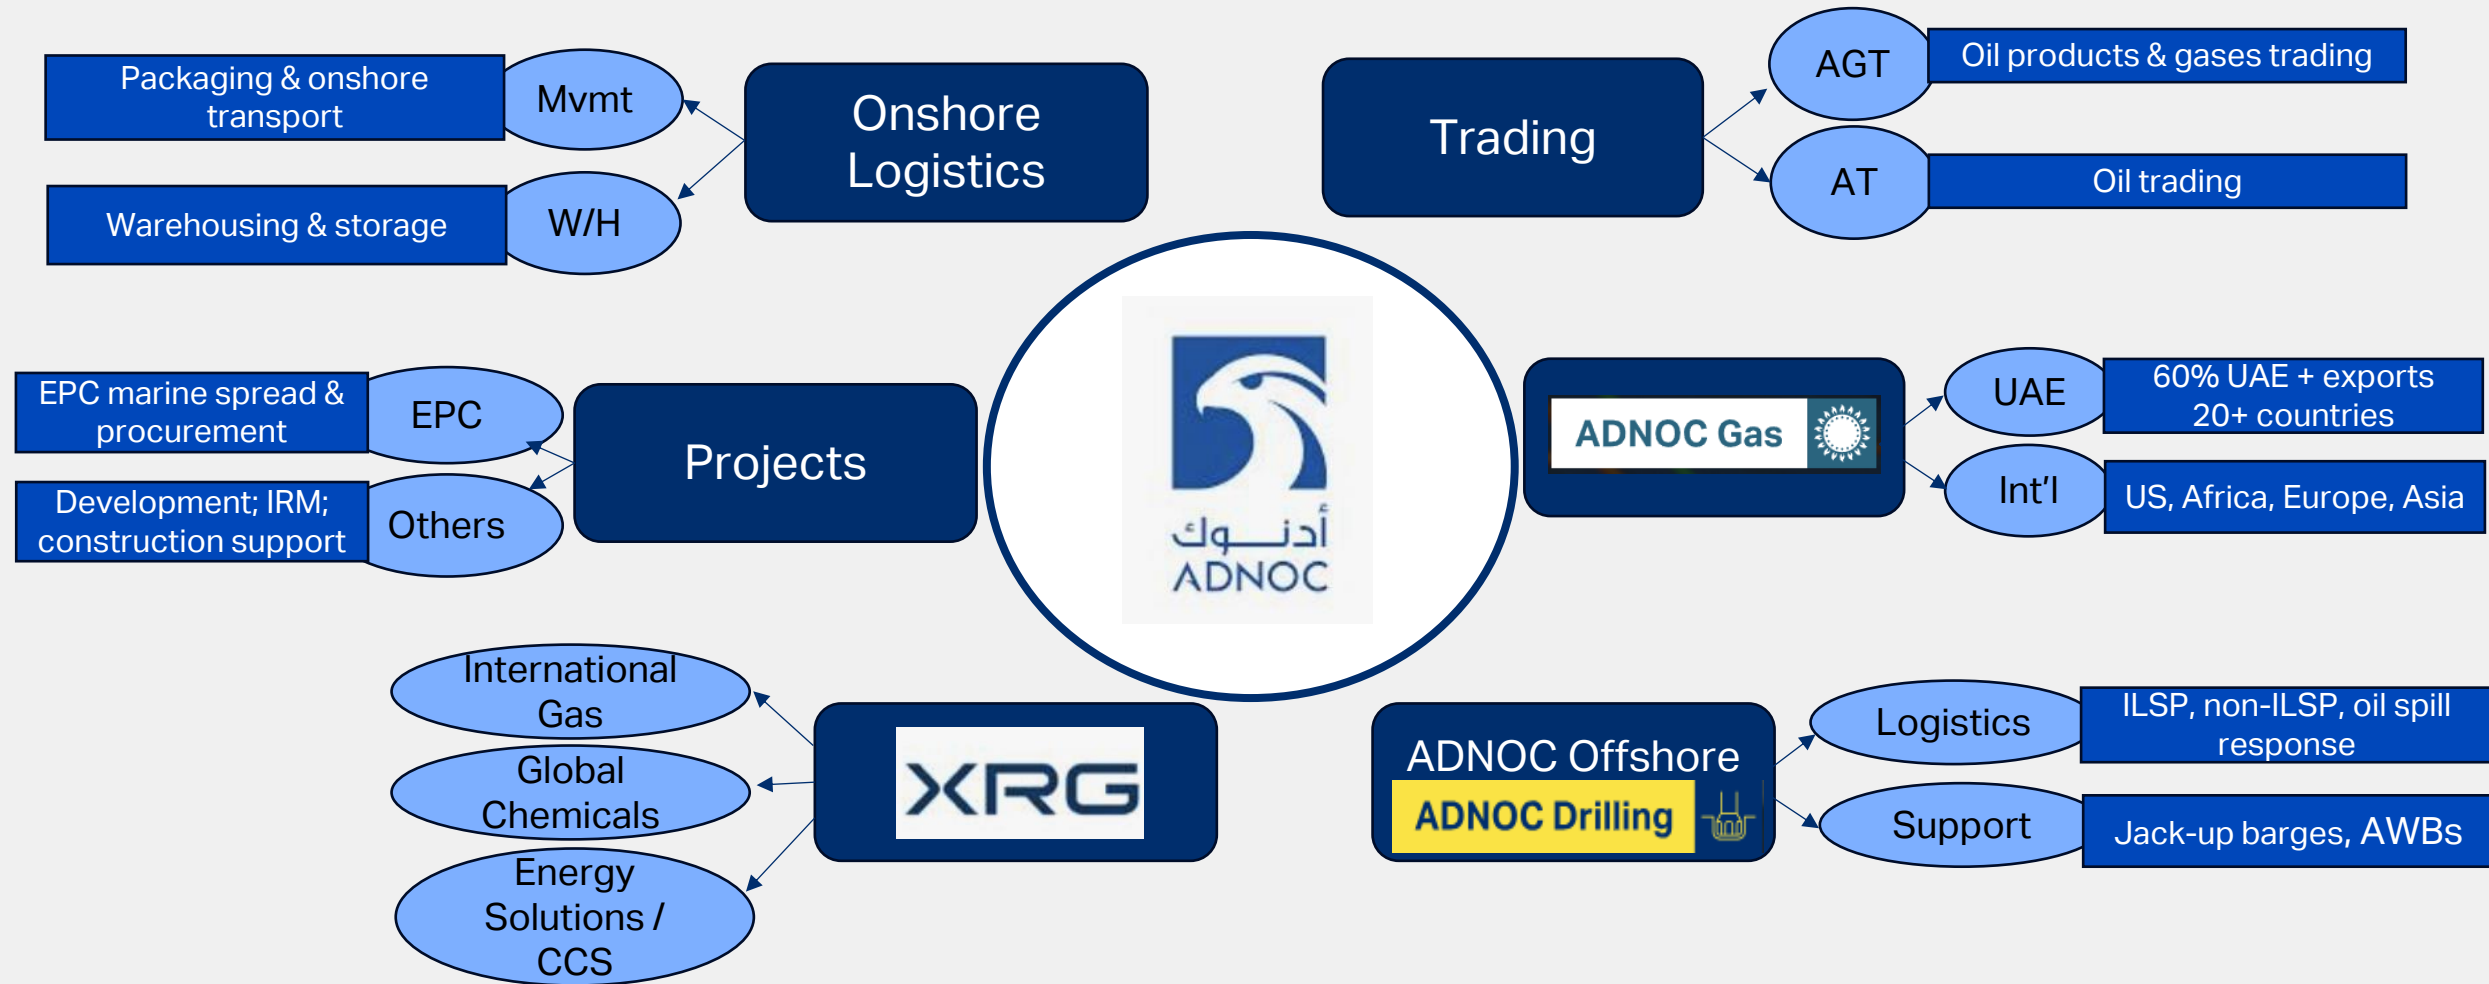 Packaging & onshore
transport
Mvmt
Warehousing & storage
W/H
Onshore
Logistics
Trading
AGT
Oil products & gases trading
AT
Oil trading
EPC marine spread &
procurement
EPC
Development; IRM;
construction support
Others
Projects
أدنــوك
ADNOC
ADNOC Gas
UAE
60% UAE + exports
20+ countries
Int'l
US, Africa, Europe, Asia
International
Gas
Global
Chemicals
Energy
Solutions /
CCS
XRG
ADNOC Offshore
ADNOC Drilling
Logistics
ILSP, non-ILSP, oil spill
response
Support
Jack-up barges, AWBs